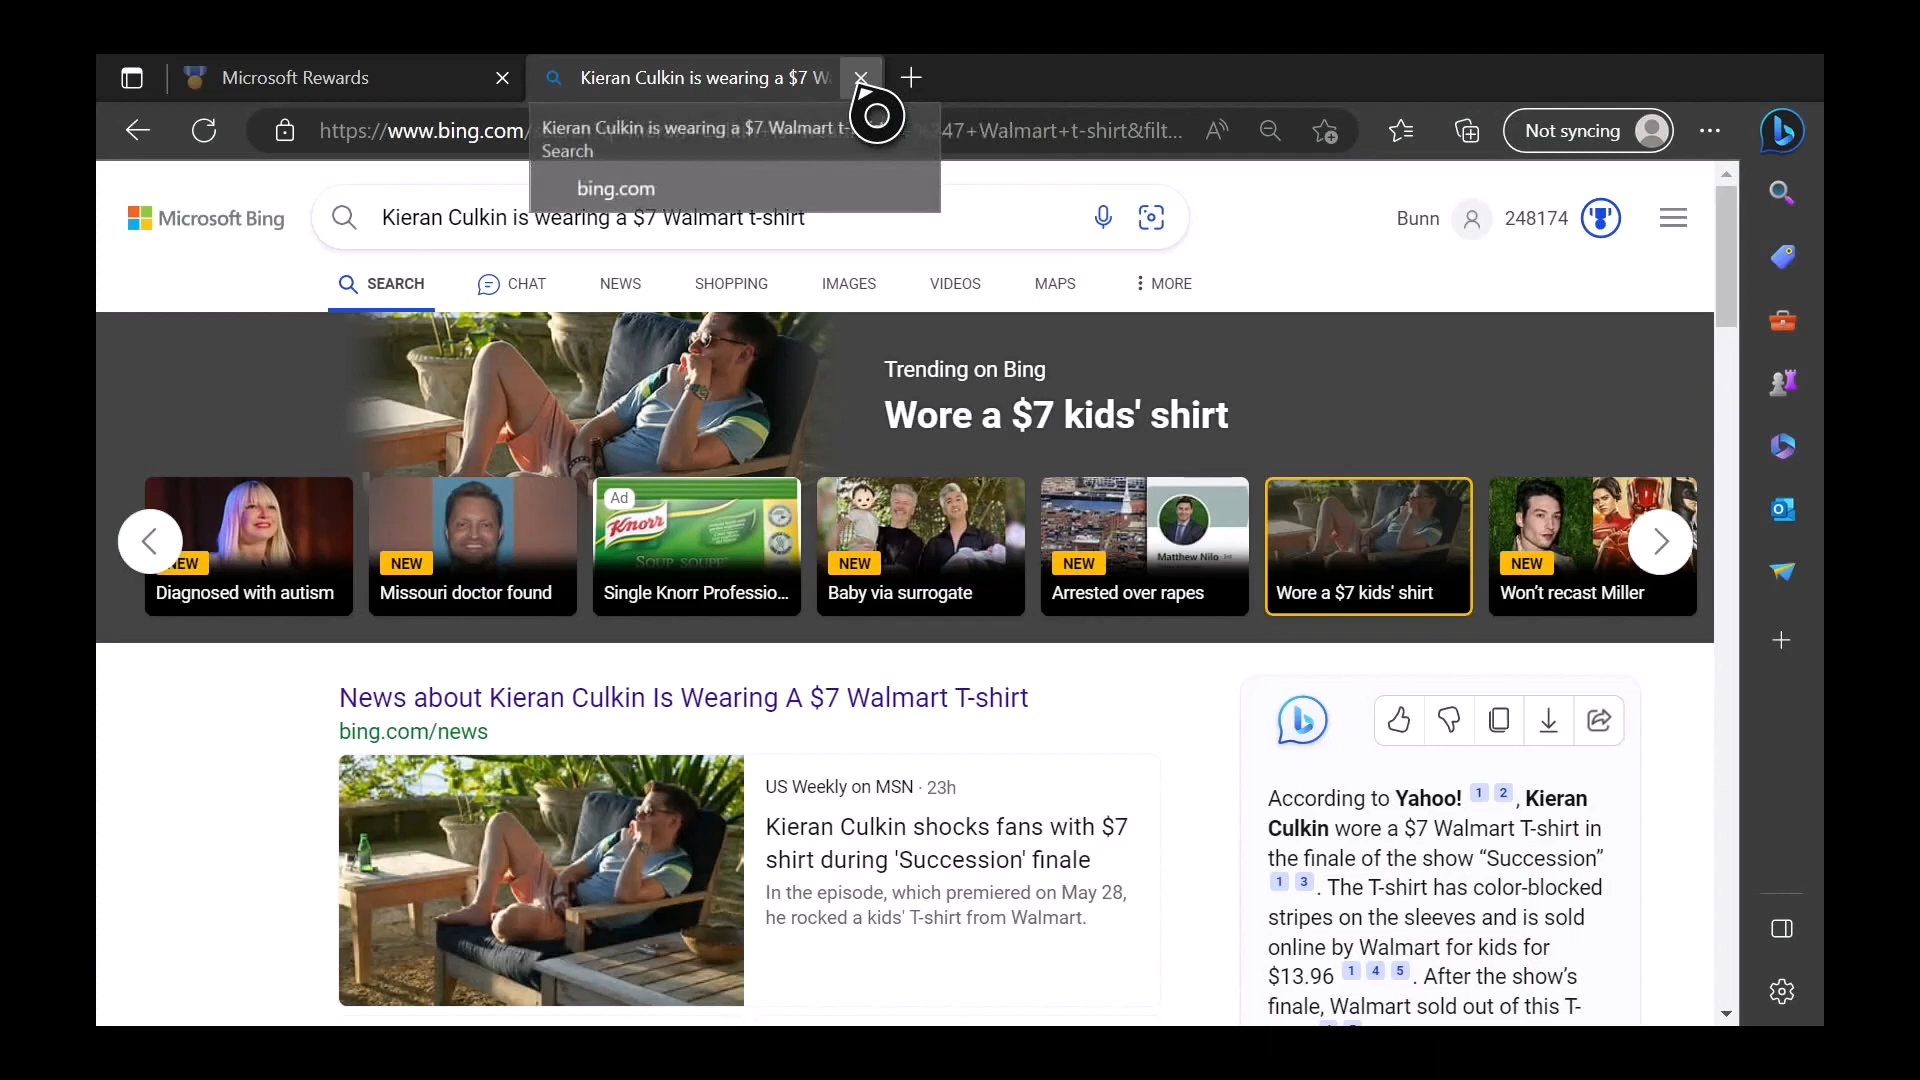 Microsoft Rewards
Kieran Culkin is wearing a $7 W
https://www.bing.com/
47+Walmart+t-shirt&filt...
Not syncing
Kieran Culkin is wearing a $7 Walmart t-
Search
bing.com
Microsoft Bing
Kieran Culkin is wearing a $7 Walmart t-shirt
Bunn
248174
SEARCH
CHAT
NEWS
SHOPPING
IMAGES
VIDEOS
MAPS
MORE
Trending on Bing
Wore a $7 kids' shirt
NEW
Diagnosed with autism
NEW
Missouri doctor found
Ad
Knorr
SOUP SOUPE
Single Knorr Professio...
NEW
Baby via surrogate
Matthew Nilo
NEW
Arrested over rapes
Wore a $7 kids' shirt
NEW
Won't recast Miller
News about Kieran Culkin Is Wearing A $7 Walmart T-shirt
bing.com/news
US Weekly on MSN · 23h
Kieran Culkin shocks fans with $7
shirt during 'Succession' finale
In the episode, which premiered on May 28,
he rocked a kids' T-shirt from Walmart.
According to Yahoo! 1 2 , Kieran
Culkin wore a $7 Walmart T-shirt in
the finale of the show “Succession”
1 3 . The T-shirt has color-blocked
stripes on the sleeves and is sold
online by Walmart for kids for
$13.96 1 4 5 . After the show’s
finale, Walmart sold out of this T-